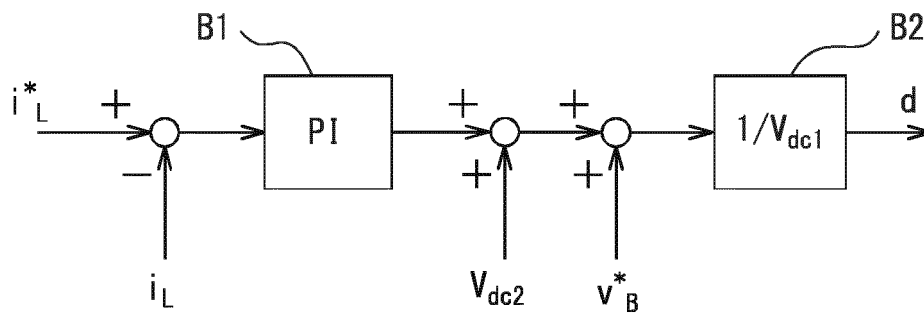 B1
B2
i*L
+
−
PI
+
+
+
+
1/Vdc1
d
iL
Vdc2
v*B